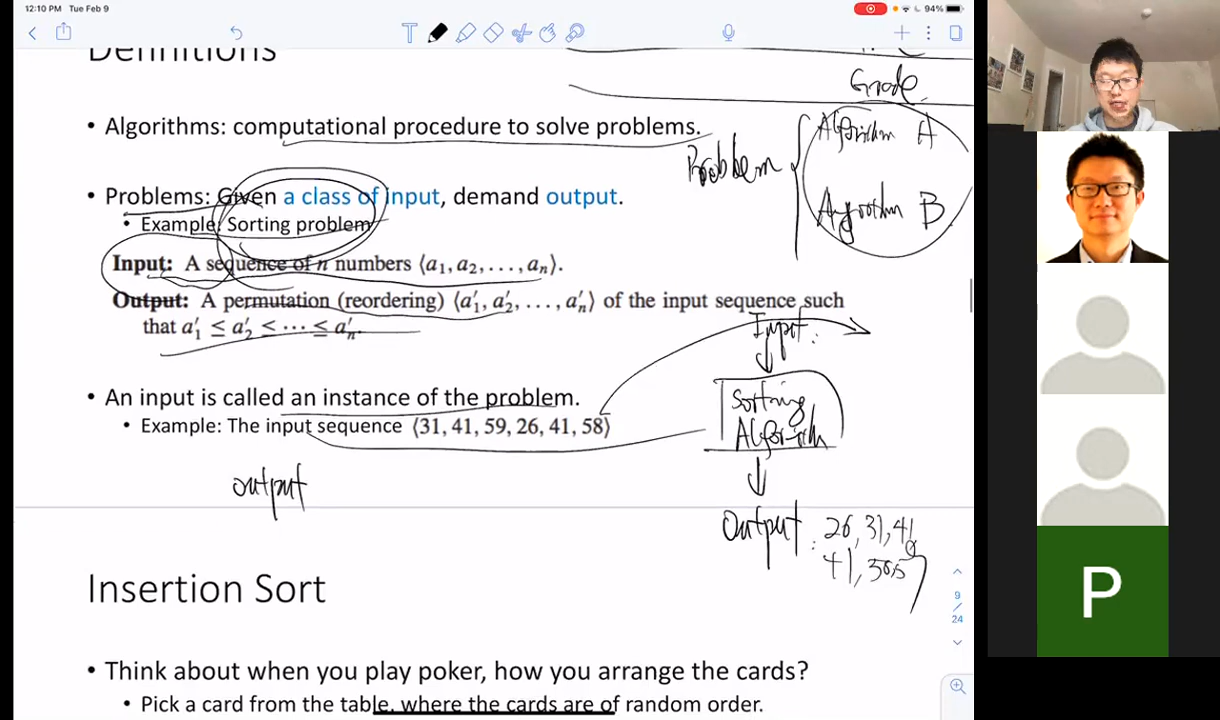 12:10 PM Tue Feb 9
94%
Definitions
Grade
• Algorithms: computational procedure to solve problems.
Problem
Algorithm A
Algorithm B
• Problems: Given a class of input, demand output.
• Example: Sorting problem
Input: A sequence of n numbers ⟨a₁, a₂, . . . , aₙ⟩.
Output: A permutation (reordering) ⟨a′₁, a′₂, . . . , a′ₙ⟩ of the input sequence such
that a′₁ ≤ a′₂ ≤ ··· ≤ a′ₙ.
Input:
• An input is called an instance of the problem.
• Example: The input sequence ⟨31, 41, 59, 26, 41, 58⟩
Sorting
Algorithm
output
Output: 26, 31, 41,
41,
Insertion Sort
9
/
24
• Think about when you play poker, how you arrange the cards?
• Pick a card from the table, where the cards are of random order.
P